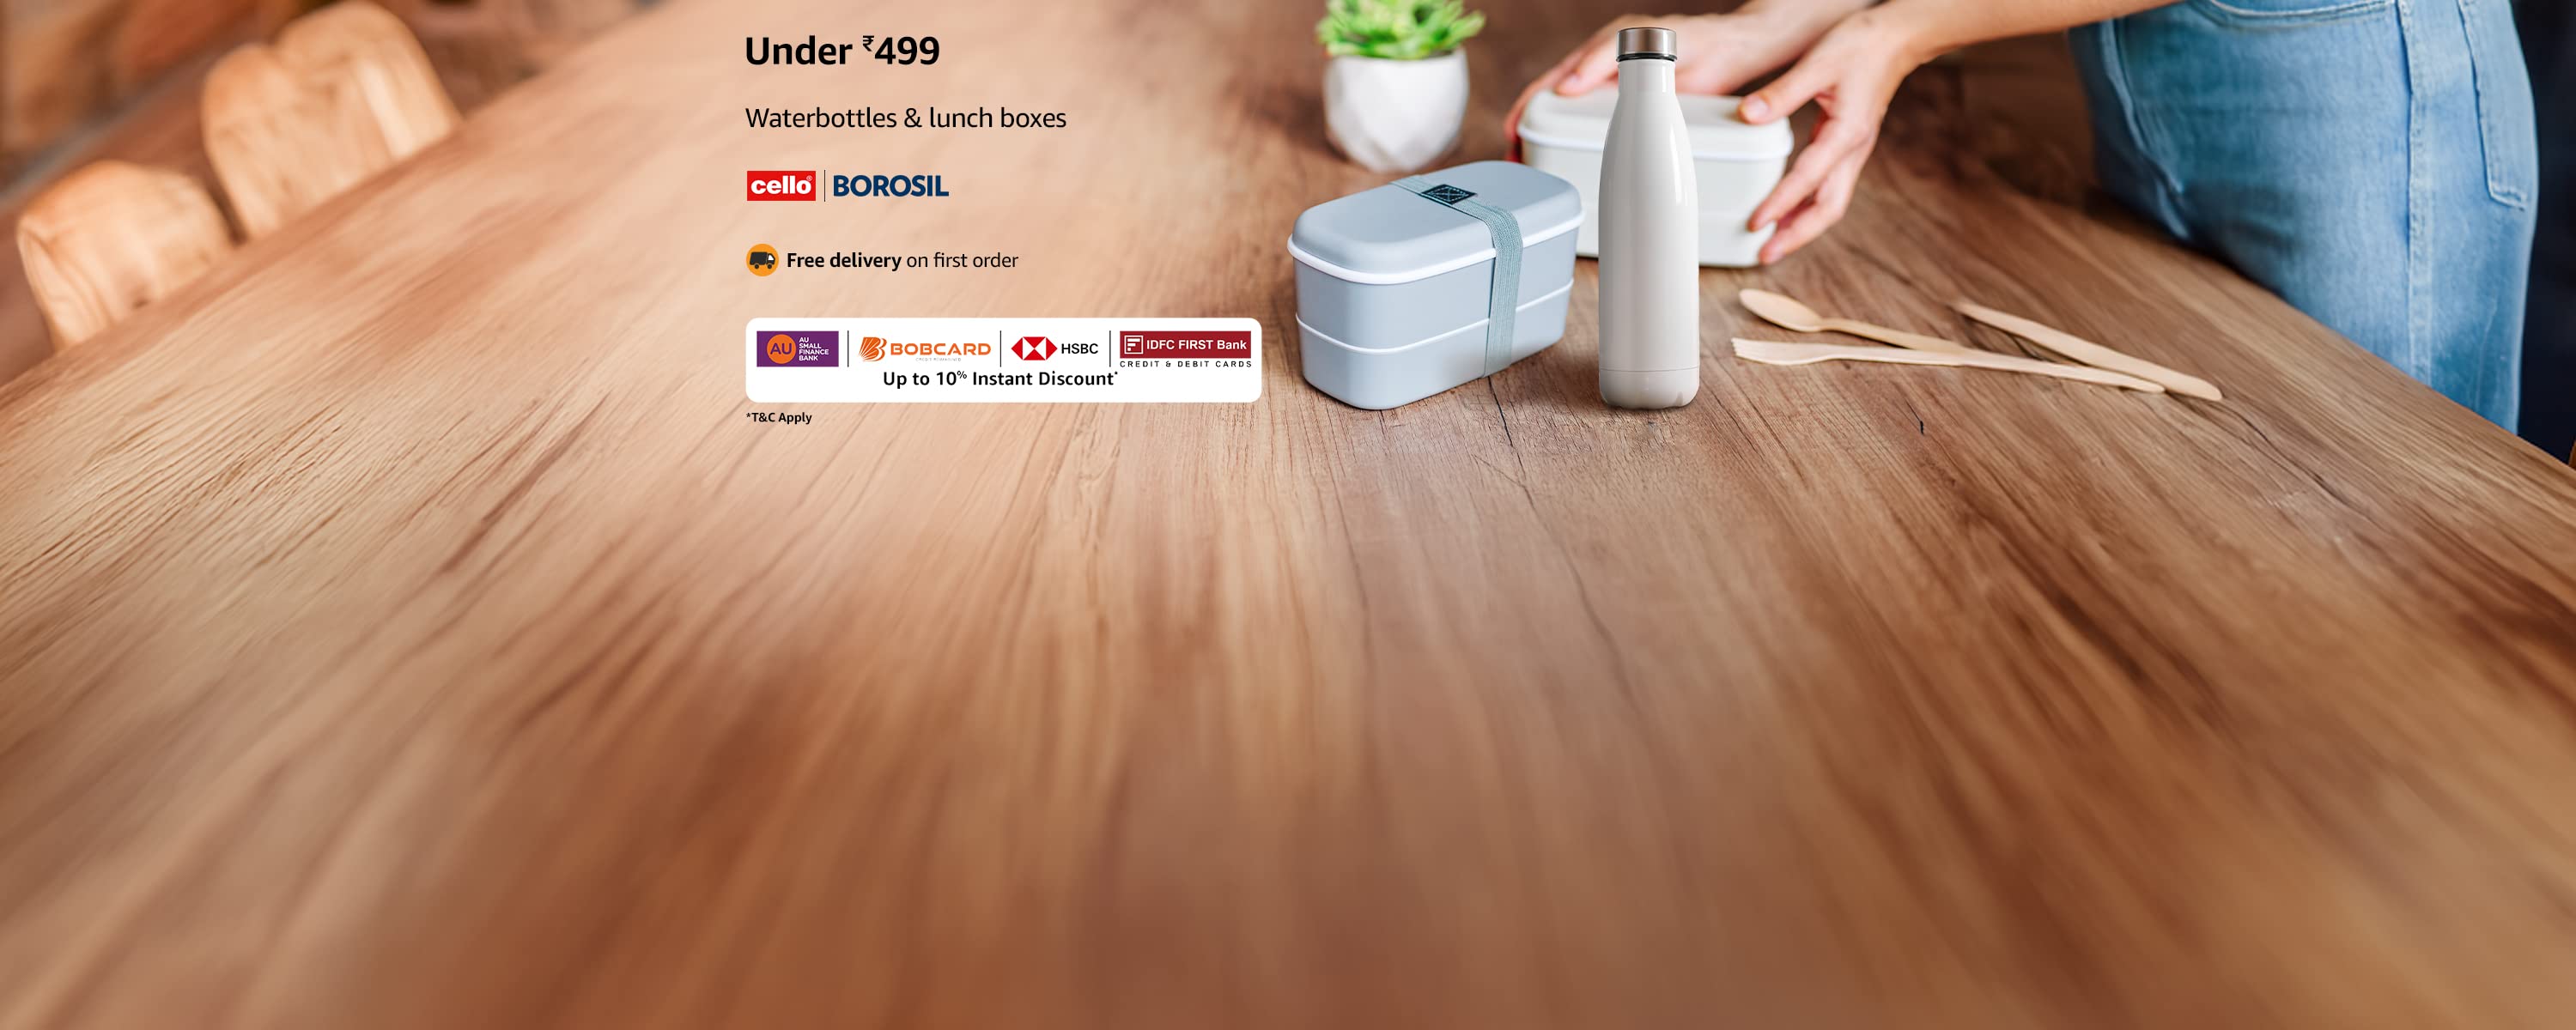 Under ₹499
Waterbottles & lunch boxes
cello® | BOROSIL
Free delivery on first order
AU
AU
SMALL
FINANCE
BANK
BOBCARD
HSBC
IDFC FIRST Bank
CREDIT & DEBIT CARDS
Up to 10% Instant Discount*
*T&C Apply